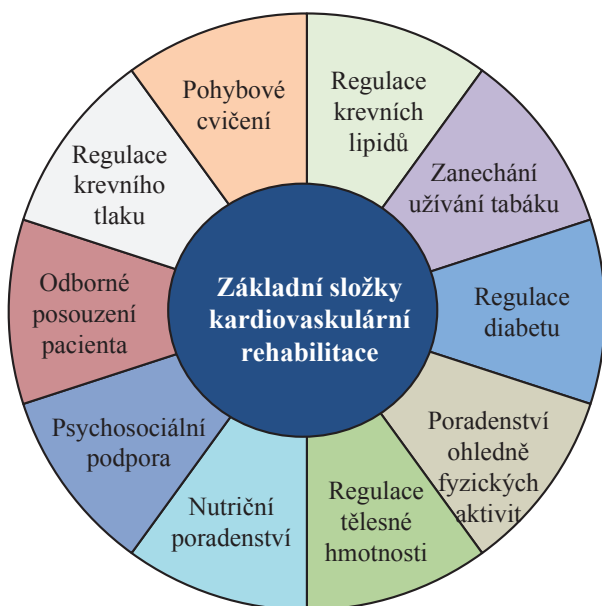 Pohybové
cvičení
Regulace
krevních
lipidů
Zanechání
užívání tabáku
Regulace
diabetu
Poradenství
ohledně
fyzických
aktivit
Regulace
tělesné
hmotnosti
Nutriční
poradenství
Psychosociální
podpora
Odborné
posouzení
pacienta
Regulace
krevního
tlaku
Základní složky
kardiovaskulární
rehabilitace